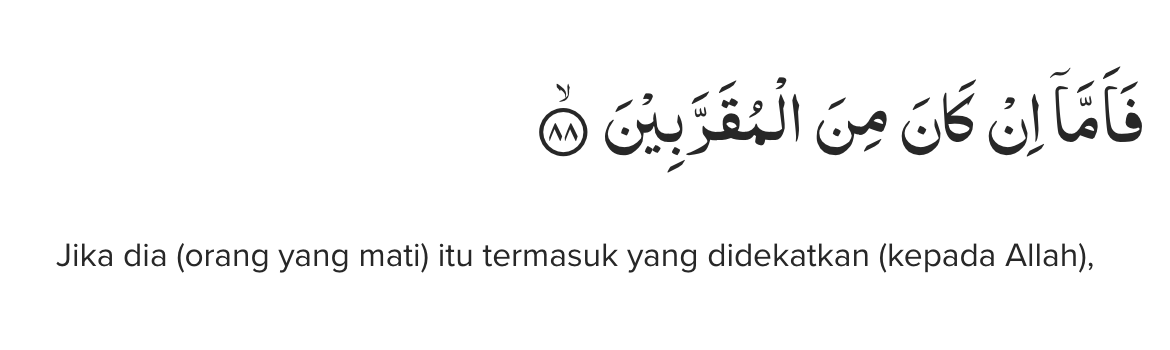 فَاَمَّآ اِنْ كَانَ مِنَ الْمُقَرَّبِيْنَۙ ۝٨٨
Jika dia (orang yang mati) itu termasuk yang didekatkan (kepada Allah),